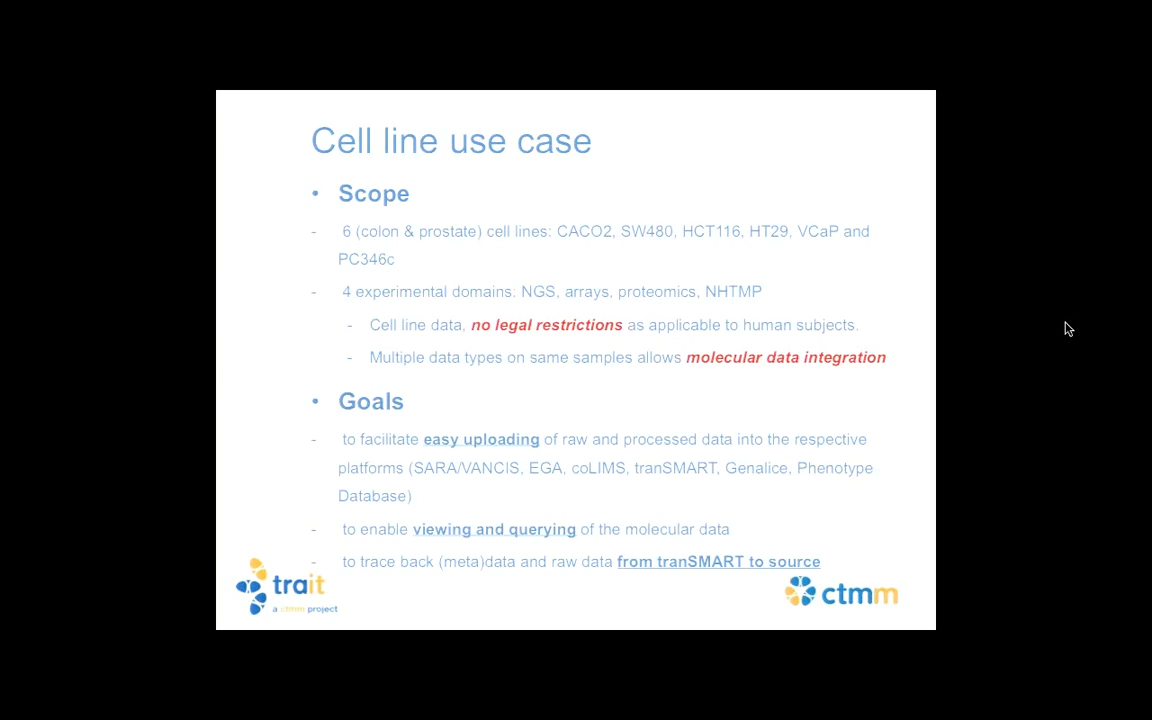 Cell line use case
• Scope
- 6 (colon & prostate) cell lines: CACO2, SW480, HCT116, HT29, VCaP and
PC346c
- 4 experimental domains: NGS, arrays, proteomics, NHTMP
- Cell line data, no legal restrictions as applicable to human subjects.
- Multiple data types on same samples allows molecular data integration
• Goals
- to facilitate easy uploading of raw and processed data into the respective
platforms (SARA/VANCIS, EGA, coLIMS, tranSMART, Genalice, Phenotype
Database)
- to enable viewing and querying of the molecular data
- to trace back (meta)data and raw data from tranSMART to source
trait
a ctmm project
ctmm